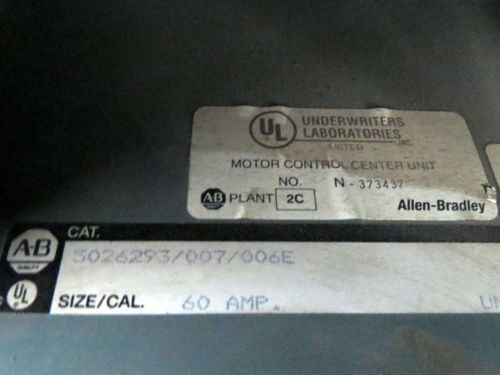 UL UNDERWRITERS
LABORATORIES INC.
LISTED
MOTOR CONTROL CENTER UNIT
NO. N-373437
AB PLANT 2C Allen-Bradley
A-B
QUALITY
CAT.
5026293/007/006E
UL
SIZE/CAL. 60 AMP.